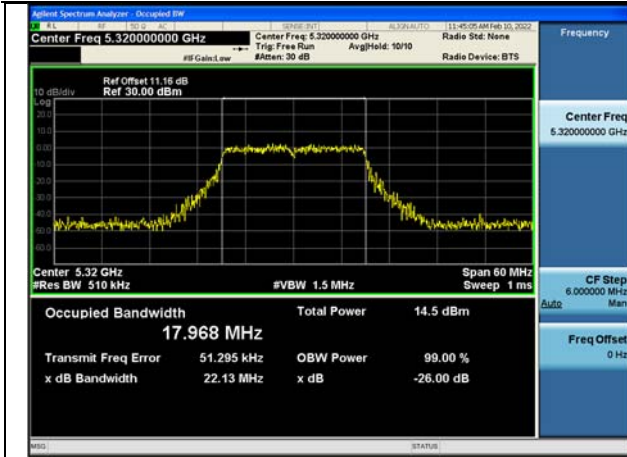 Agilent Spectrum Analyzer - Occupied BW
RL RF 50 Ω AC SENSE:INT ALIGNAUTO 11:45:05 AM Feb 10, 2022
Center Freq 5.320000000 GHz
Center Freq: 5.320000000 GHz
Radio Std: None
Trig: Free Run Avg|Hold: 10/10
#IFGain:Low #Atten: 30 dB Radio Device: BTS
Ref Offset 11.16 dB
10 dB/div Ref 30.00 dBm
Log
20.0
10.0
0.00
10.0
20.0
30.0
40.0
50.0
60.0
Center 5.32 GHz Span 60 MHz
#Res BW 510 kHz #VBW 1.5 MHz Sweep 1 ms
Occupied Bandwidth Total Power 14.5 dBm
17.968 MHz
Transmit Freq Error 51.295 kHz OBW Power 99.00 %
x dB Bandwidth 22.13 MHz x dB -26.00 dB
MSG STATUS
Frequency
Center Freq
5.320000000 GHz
CF Step
6.000000 MHz
Auto Man
Freq Offset
0 Hz